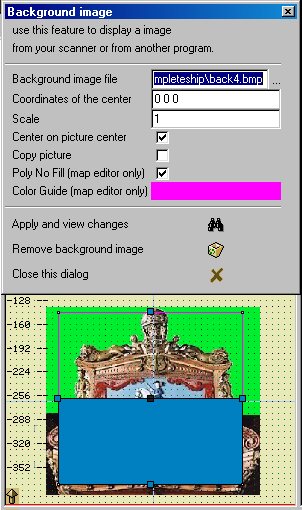 Background image
use this feature to display a image
from your scanner or from another program.
Background image file mpleteship\back4.bmp ...
Coordinates of the center 0 0 0
Scale 1
Center on picture center
Copy picture
Poly No Fill (map editor only)
Color Guide (map editor only)
Apply and view changes
Remove background image
Close this dialog
-128
-160
-192
-224
-256
-288
-320
-352